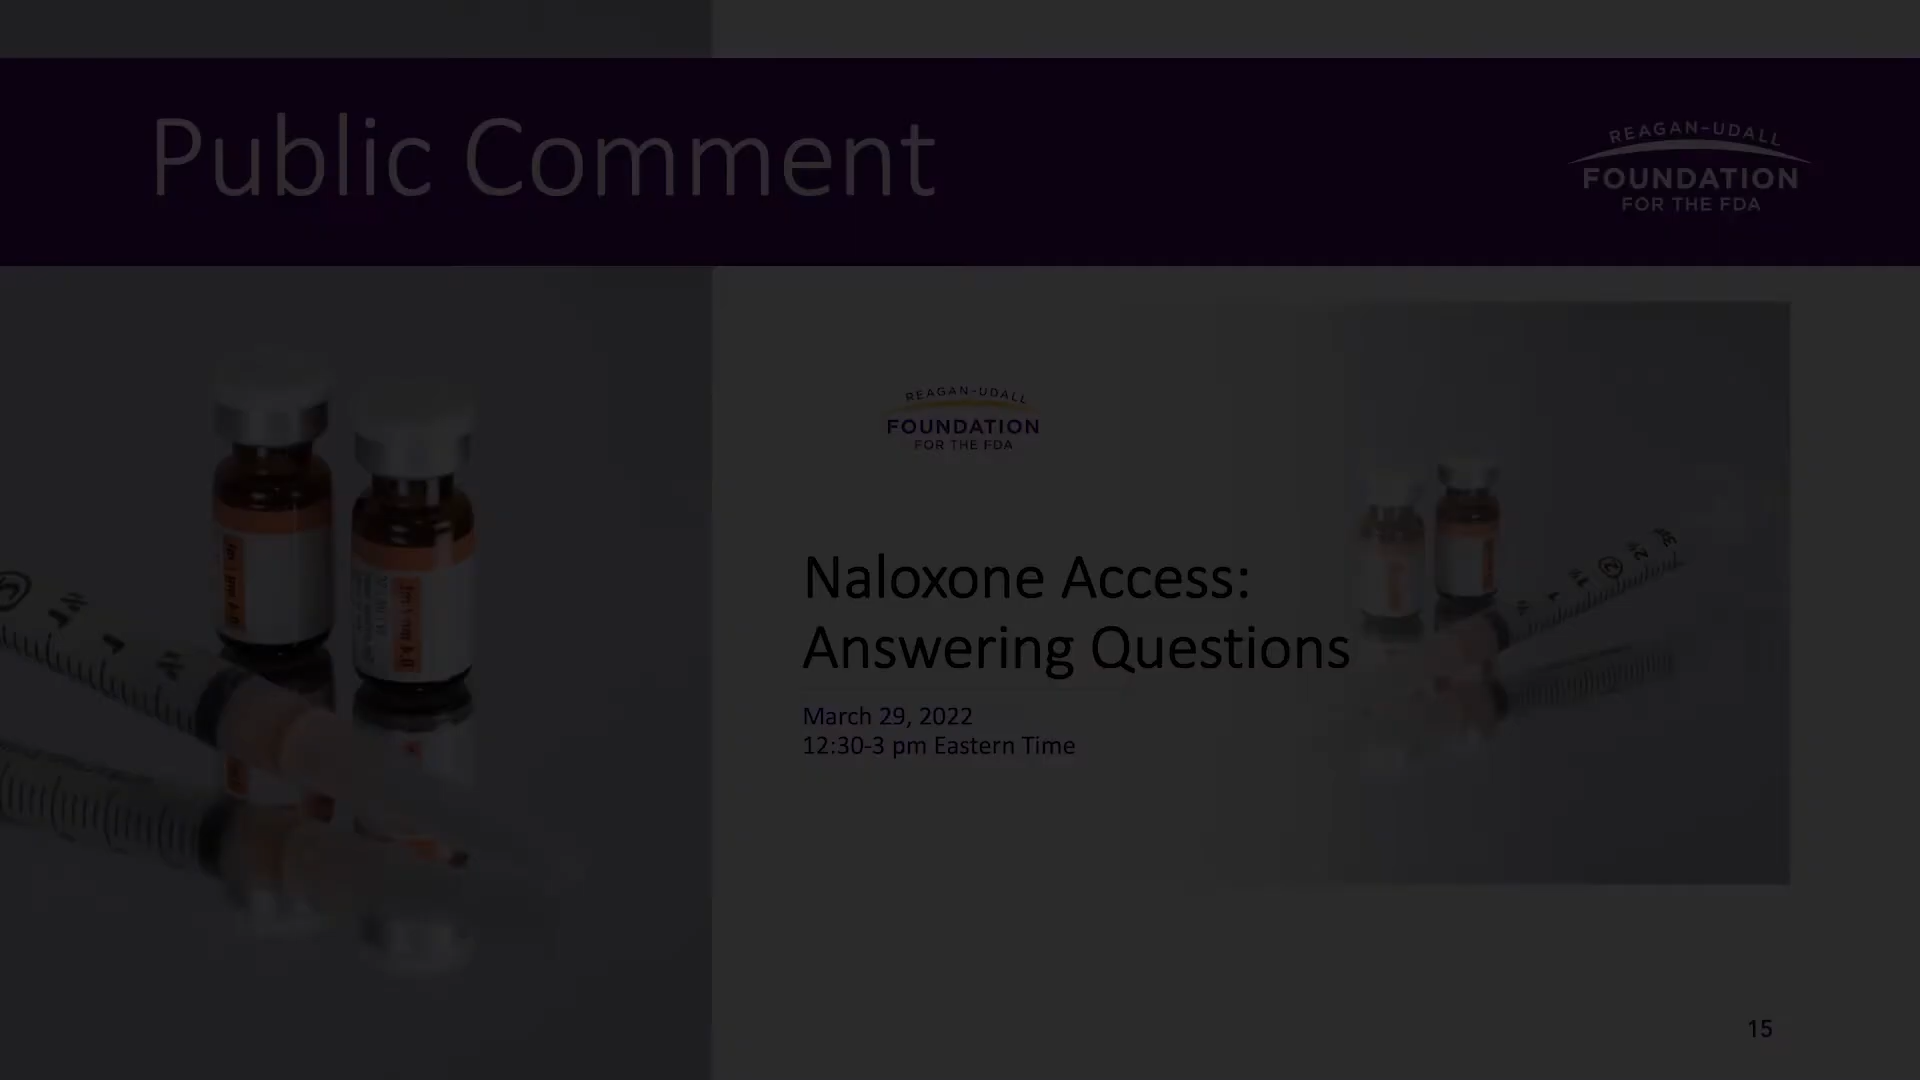 Public Comment
REAGAN-UDALL
FOUNDATION
FOR THE FDA
REAGAN-UDALL
FOUNDATION
FOR THE FDA
Naloxone Access:
Answering Questions
March 29, 2022
12:30-3 pm Eastern Time
15